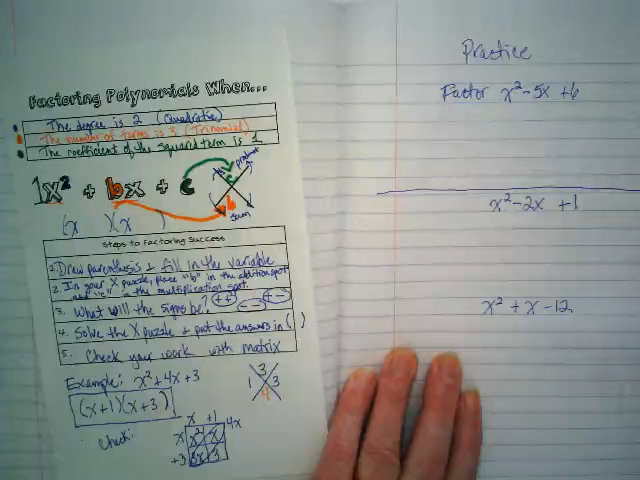 Factoring Polynomials When...
The degree is 2 (Quadratic)
The number of terms is 3 (Trinomial)
The coefficient of the squared term is 1
1x² + bx + c
product
c
b
sum
(x )(x )
Steps to Factoring Success
1. Draw parenthesis + fill in the variable
2. In your X puzzle, place "b" in the addition spot
and "c" in the multiplication spot.
3. What will the signs be? (++) (--) (+-)
4. Solve the X puzzle + put the answers in ( )
5. Check your work with matrix
Example: x² + 4x + 3
3
1 3
4
(x+1)(x+3)
Check:
x +1 4x
x x² x
+3 3x +3
Practice
Factor x² - 5x + 6
x² - 2x + 1
x² + x - 12